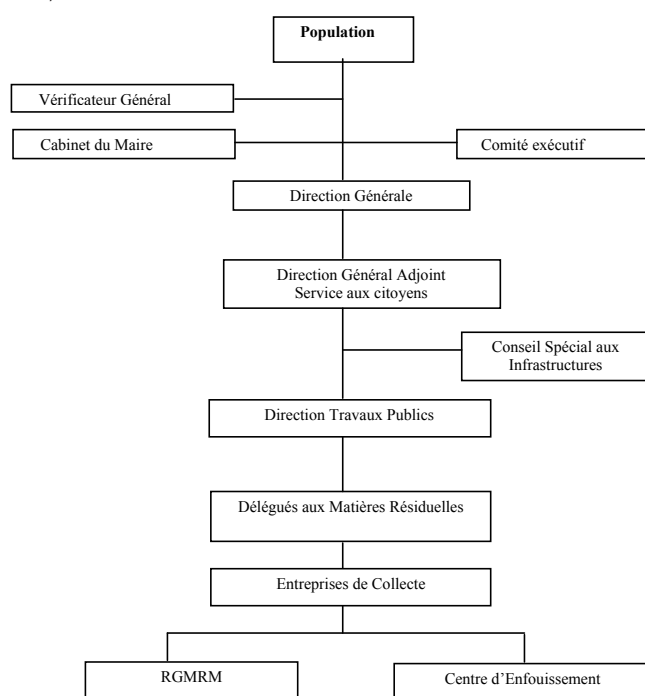 Population
Vérificateur Général
Cabinet du Maire
Comité exécutif
Direction Générale
Direction Général Adjoint
Service aux citoyens
Conseil Spécial aux
Infrastructures
Direction Travaux Publics
Délégués aux Matières Résiduelles
Entreprises de Collecte
RGMRM
Centre d’Enfouissement